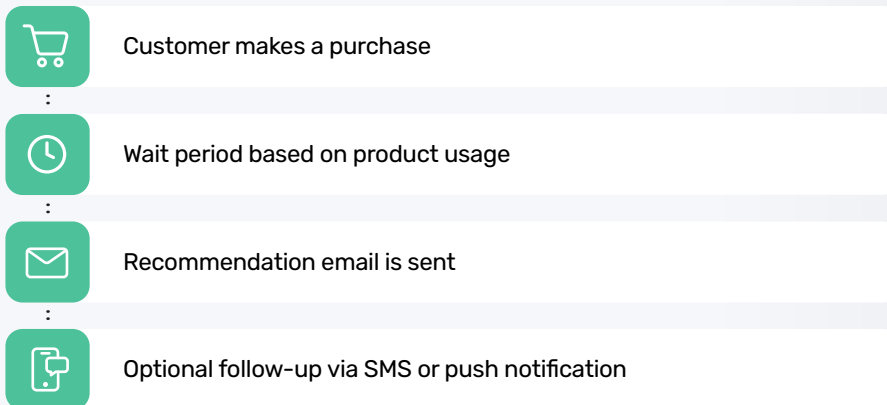 Customer makes a purchase
Wait period based on product usage
Recommendation email is sent
Optional follow-up via SMS or push notification